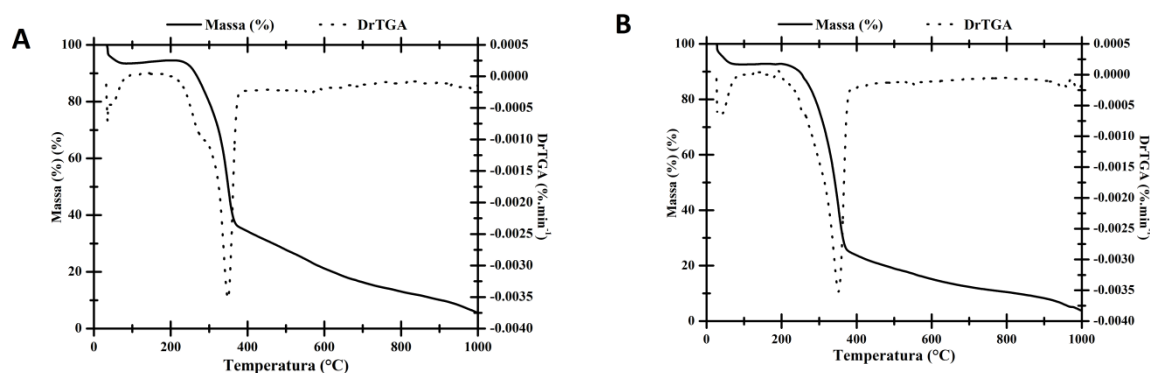 A
Massa (%) DrTGA
100
80
60
40
20
0
Massa (%) (%)
0.0005
0.0000
-0.0005
-0.0010
-0.0015
-0.0020
-0.0025
-0.0030
-0.0035
-0.0040
DrTGA (%.min⁻¹)
0 200 400 600 800 1000
Temperatura (°C)
B
Massa (%) DrTGA
100
80
60
40
20
0
Massa (%) (%)
0.0005
0.0000
-0.0005
-0.0010
-0.0015
-0.0020
-0.0025
-0.0030
-0.0035
-0.0040
DrTGA (%.min⁻¹)
0 200 400 600 800 1000
Temperatura (°C)